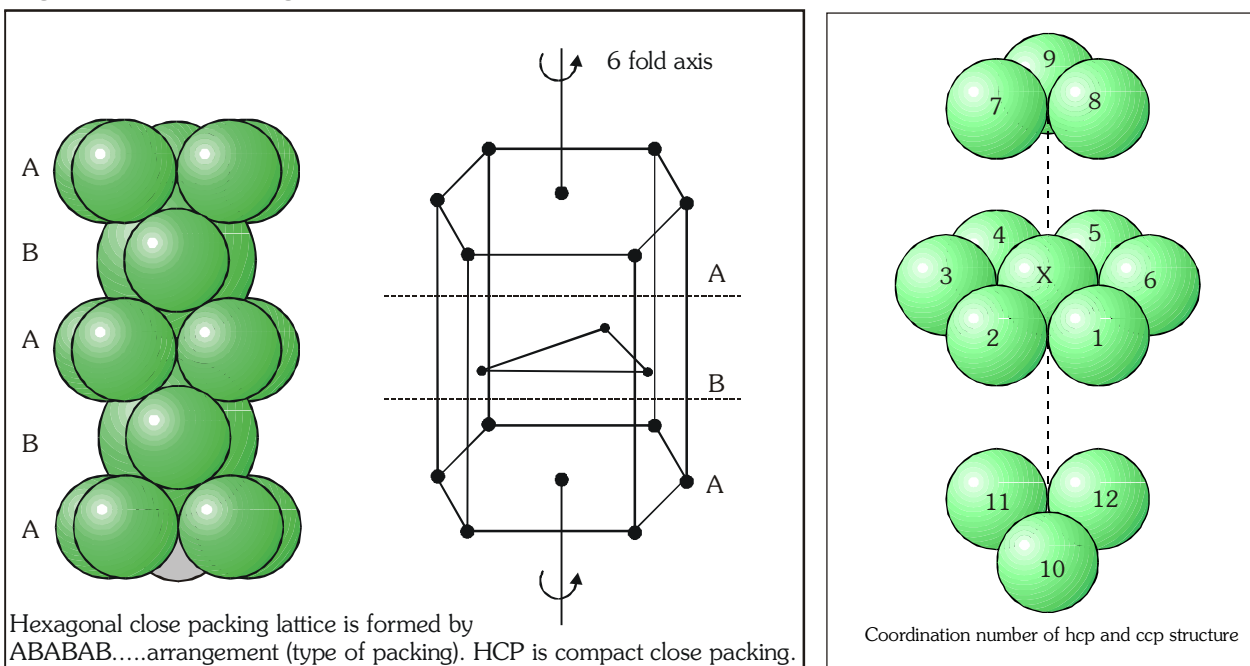 6 fold axis
A
B
A
B
A
A
B
A
Hexagonal close packing lattice is formed by
ABABAB.....arrangement (type of packing). HCP is compact close packing.
9
7 8
4 5
3 X 6
2 1
11 12
10
Coordination number of hcp and ccp structure